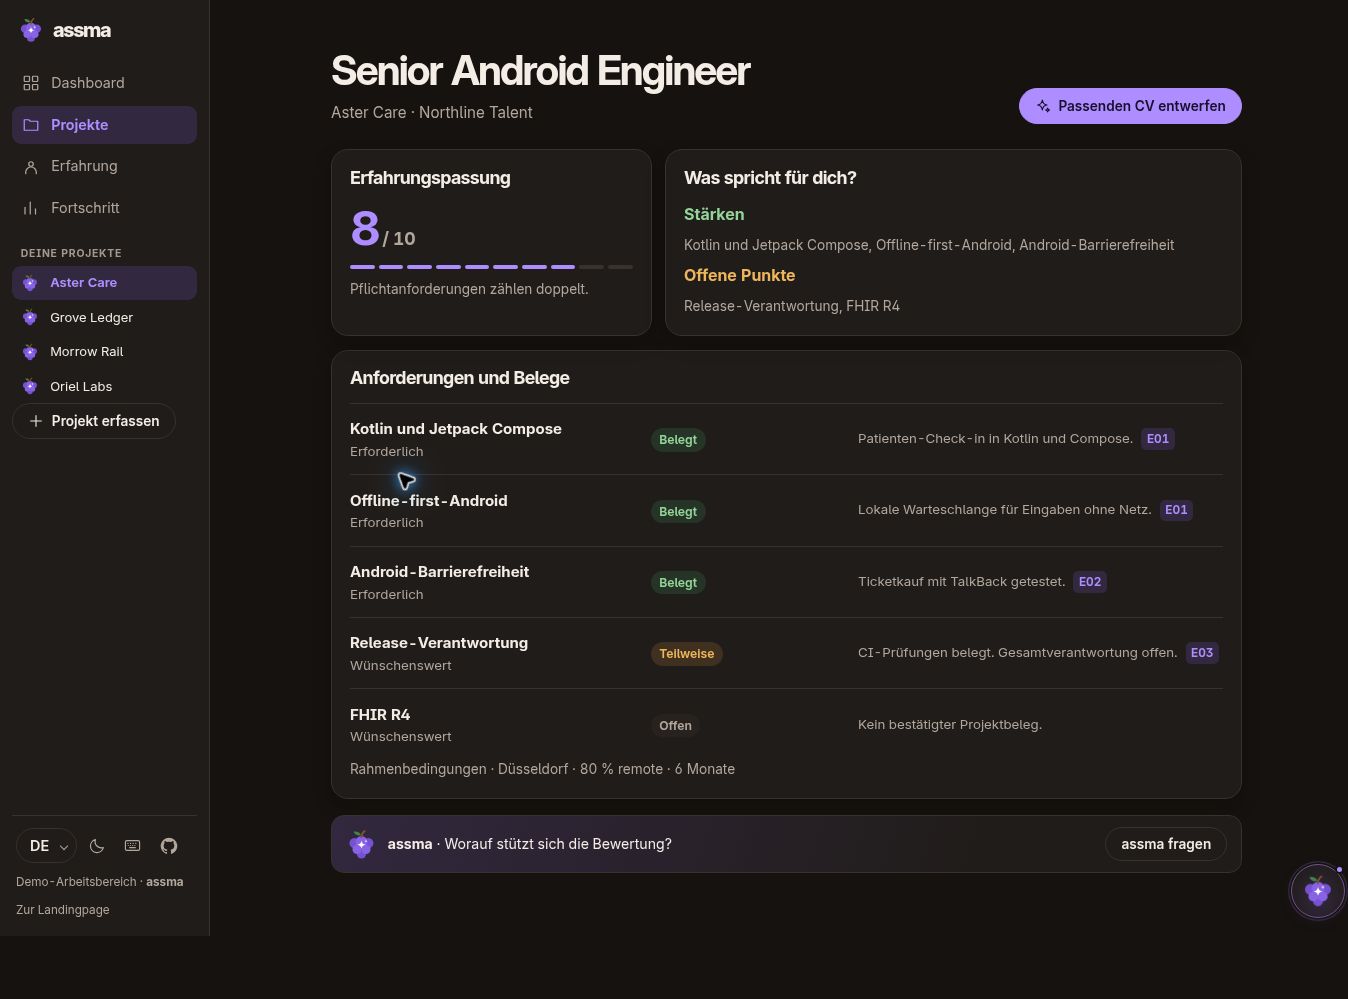 assma
Dashboard
Projekte
Erfahrung
Fortschritt
DEINE PROJEKTE
Aster Care
Grove Ledger
Morrow Rail
Oriel Labs
Projekt erfassen
DE
Demo-Arbeitsbereich · assma
Zur Landingpage
Senior Android Engineer
Aster Care · Northline Talent
Passenden CV entwerfen
Erfahrungspassung
8 / 10
Pflichtanforderungen zählen doppelt.
Was spricht für dich?
Stärken
Kotlin und Jetpack Compose, Offline-first-Android, Android-Barrierefreiheit
Offene Punkte
Release-Verantwortung, FHIR R4
Anforderungen und Belege
Kotlin und Jetpack Compose
Erforderlich
Belegt
Patienten-Check-in in Kotlin und Compose. E01
Offline-first-Android
Erforderlich
Belegt
Lokale Warteschlange für Eingaben ohne Netz. E01
Android-Barrierefreiheit
Erforderlich
Belegt
Ticketkauf mit TalkBack getestet. E02
Release-Verantwortung
Wünschenswert
Teilweise
CI-Prüfungen belegt. Gesamtverantwortung offen. E03
FHIR R4
Wünschenswert
Offen
Kein bestätigter Projektbeleg.
Rahmenbedingungen · Düsseldorf · 80 % remote · 6 Monate
assma · Worauf stützt sich die Bewertung?
assma fragen